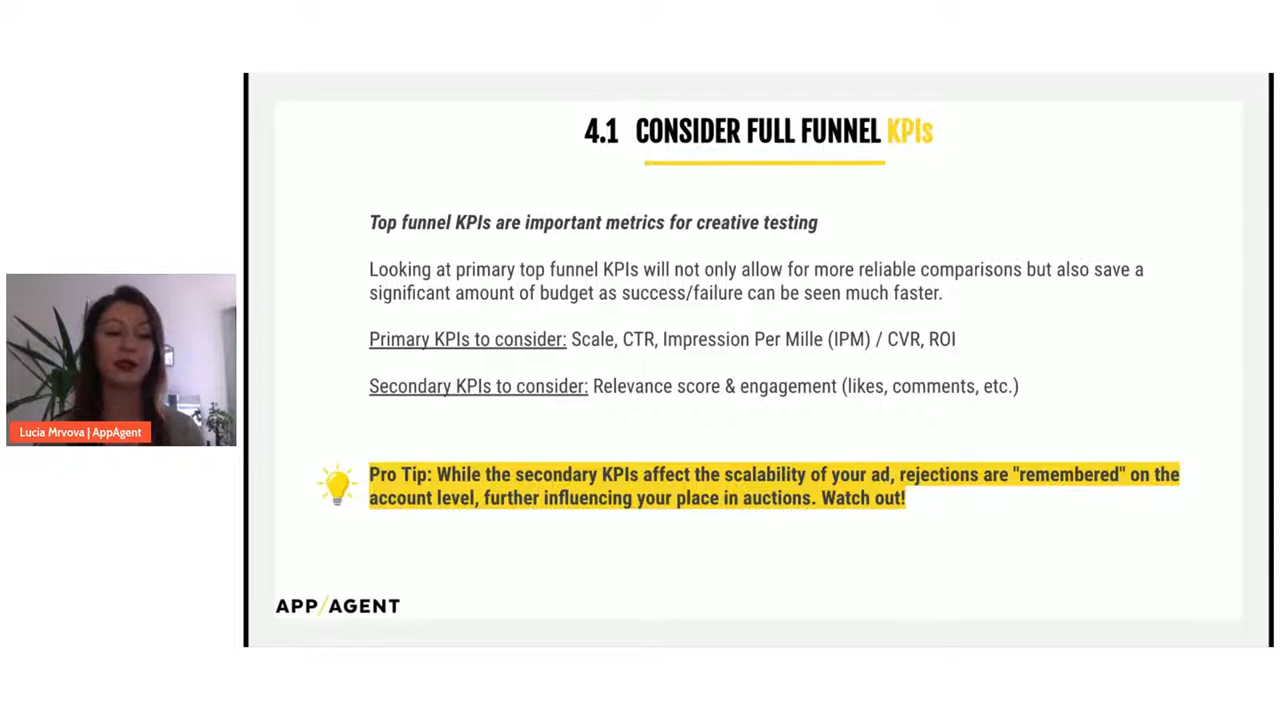 4.1 CONSIDER FULL FUNNEL KPIs
Top funnel KPIs are important metrics for creative testing
Looking at primary top funnel KPIs will not only allow for more reliable comparisons but also save a
significant amount of budget as success/failure can be seen much faster.
Primary KPIs to consider: Scale, CTR, Impression Per Mille (IPM) / CVR, ROI
Secondary KPIs to consider: Relevance score & engagement (likes, comments, etc.)
Lucia Mrvova | AppAgent
Pro Tip: While the secondary KPIs affect the scalability of your ad, rejections are "remembered" on the
account level, further influencing your place in auctions. Watch out!
APP/AGENT